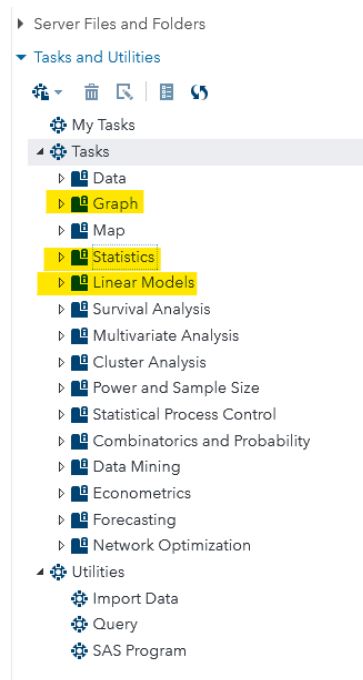 Server Files and Folders
Tasks and Utilities
My Tasks
Tasks
Data
Graph
Map
Statistics
Linear Models
Survival Analysis
Multivariate Analysis
Cluster Analysis
Power and Sample Size
Statistical Process Control
Combinatorics and Probability
Data Mining
Econometrics
Forecasting
Network Optimization
Utilities
Import Data
Query
SAS Program